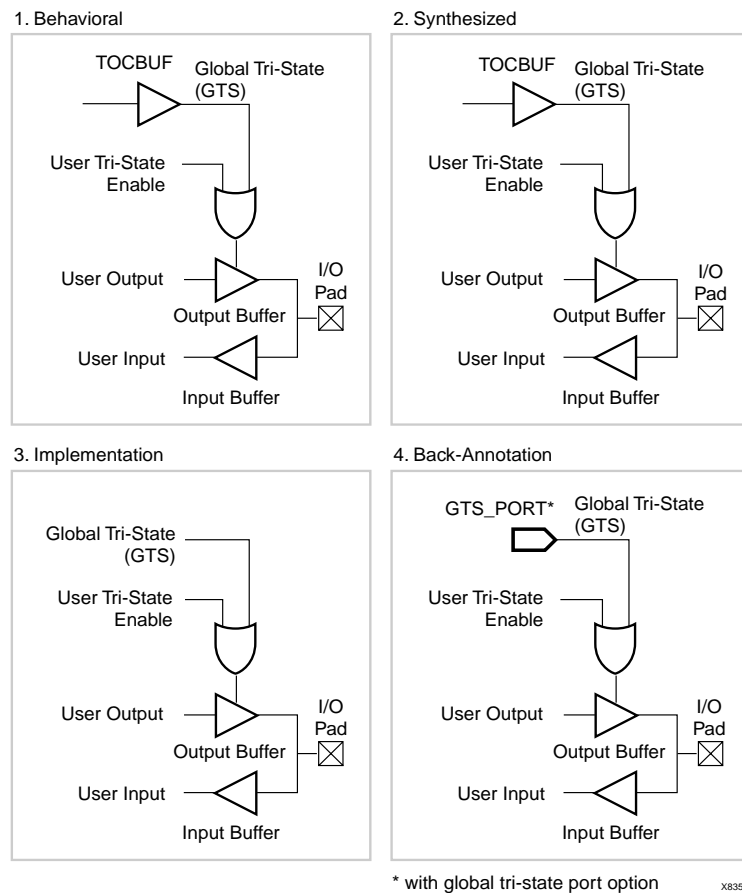 1. Behavioral
TOCBUF
Global Tri-State
(GTS)
User Tri-State
Enable
User Output
I/O
Pad
Output Buffer
User Input
Input Buffer
2. Synthesized
TOCBUF
Global Tri-State
(GTS)
User Tri-State
Enable
User Output
I/O
Pad
Output Buffer
User Input
Input Buffer
3. Implementation
Global Tri-State
(GTS)
User Tri-State
Enable
User Output
I/O
Pad
Output Buffer
User Input
Input Buffer
4. Back-Annotation
GTS_PORT*
Global Tri-State
(GTS)
User Tri-State
Enable
User Output
I/O
Pad
Output Buffer
User Input
Input Buffer
* with global tri-state port option